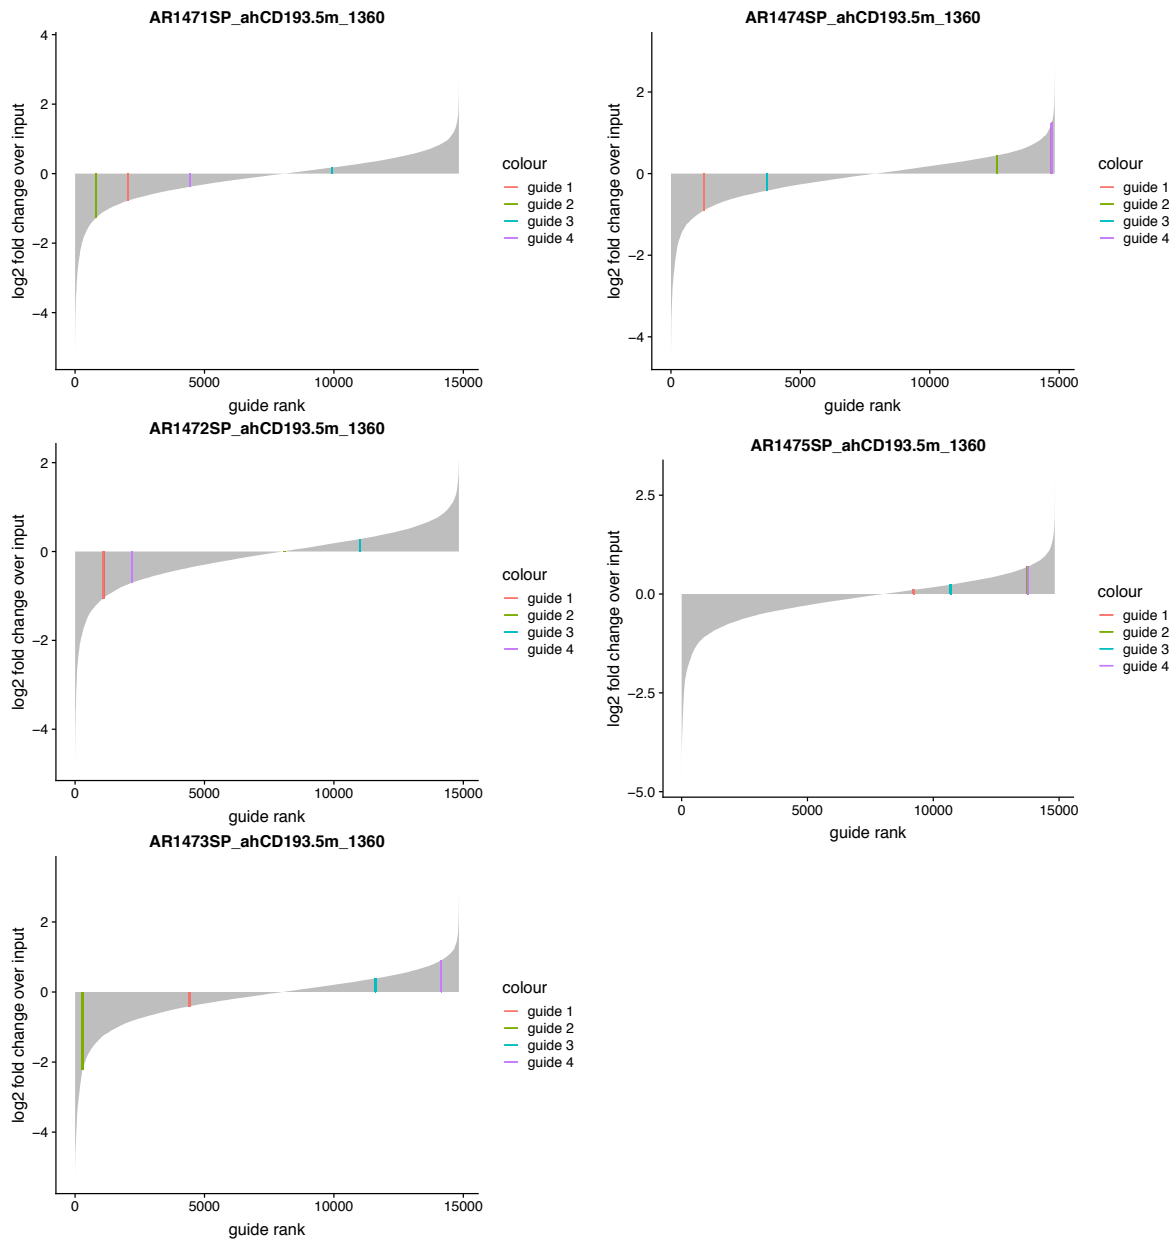 AR1471SP_ahCD193.5m_1360
4
2
0
−2
−4
log2 fold change over input
0
5000
10000
15000
guide rank
colour
guide 1
guide 2
guide 3
guide 4
AR1474SP_ahCD193.5m_1360
2
0
−2
−4
log2 fold change over input
0
5000
10000
15000
guide rank
colour
guide 1
guide 2
guide 3
guide 4
AR1472SP_ahCD193.5m_1360
2
0
−2
−4
log2 fold change over input
0
5000
10000
15000
guide rank
colour
guide 1
guide 2
guide 3
guide 4
AR1475SP_ahCD193.5m_1360
2.5
0.0
−2.5
−5.0
log2 fold change over input
0
5000
10000
15000
guide rank
colour
guide 1
guide 2
guide 3
guide 4
AR1473SP_ahCD193.5m_1360
2
0
−2
−4
log2 fold change over input
0
5000
10000
15000
guide rank
colour
guide 1
guide 2
guide 3
guide 4